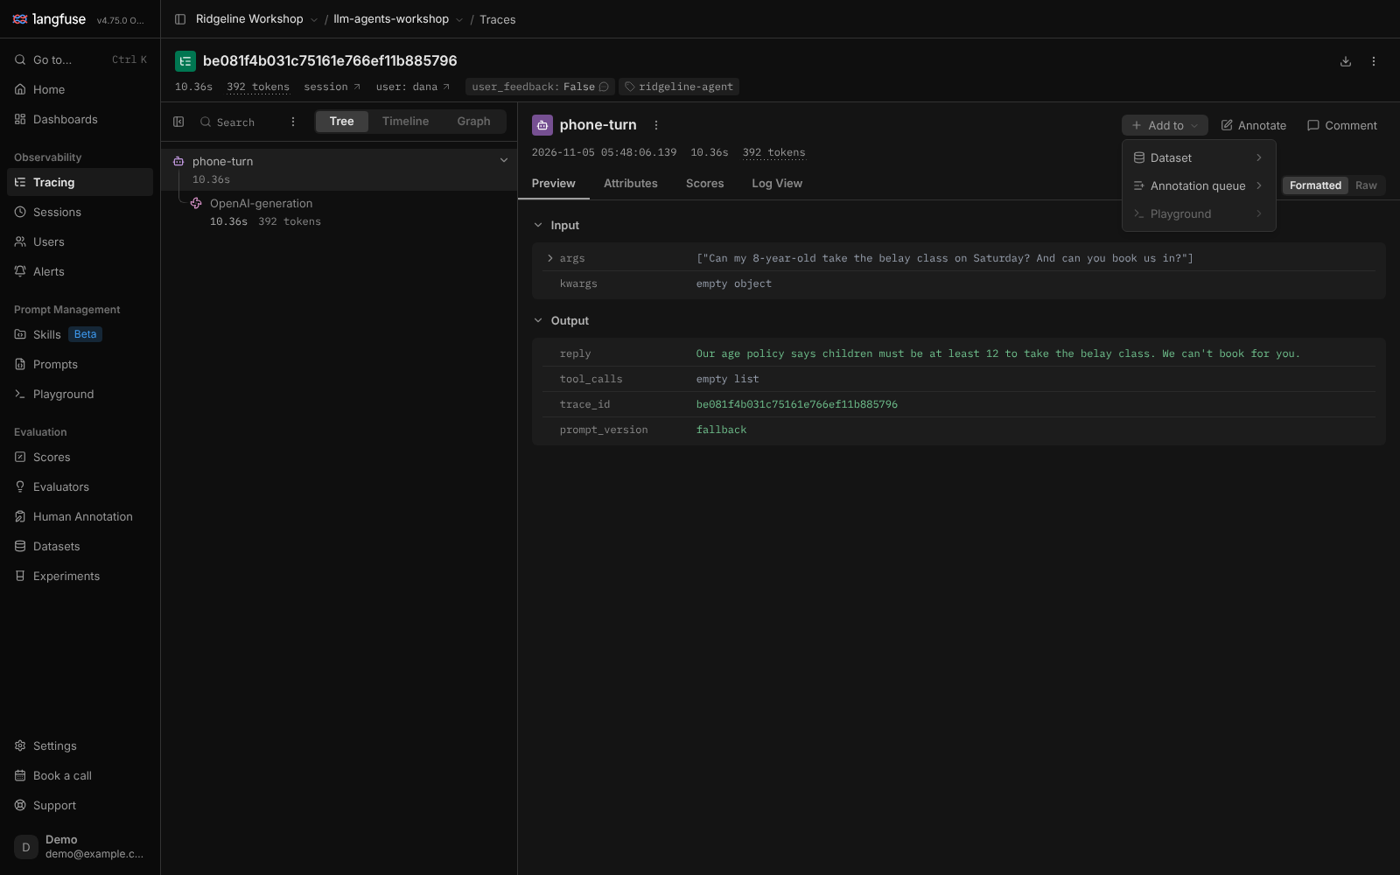 langfuse v4.75.0 O...
Ridgeline Workshop / llm-agents-workshop / Traces
Go to... Ctrl K
Home
Dashboards
Observability
Tracing
Sessions
Users
Alerts
Prompt Management
Skills Beta
Prompts
Playground
Evaluation
Scores
Evaluators
Human Annotation
Datasets
Experiments
Settings
Book a call
Support
D
Demo
demo@example.c...
be081f4b031c75161e766ef11b885796
10.36s 392 tokens session user: dana user_feedback: False ridgeline-agent
Search
Tree Timeline Graph
phone-turn
10.36s
OpenAI-generation
10.36s 392 tokens
phone-turn
Add to Annotate Comment
2026-11-05 05:48:06.139 10.36s 392 tokens
Dataset
Annotation queue
Playground
Preview Attributes Scores Log View
Formatted Raw
Input
args ["Can my 8-year-old take the belay class on Saturday? And can you book us in?"]
kwargs empty object
Output
reply Our age policy says children must be at least 12 to take the belay class. We can't book for you.
tool_calls empty list
trace_id be081f4b031c75161e766ef11b885796
prompt_version fallback